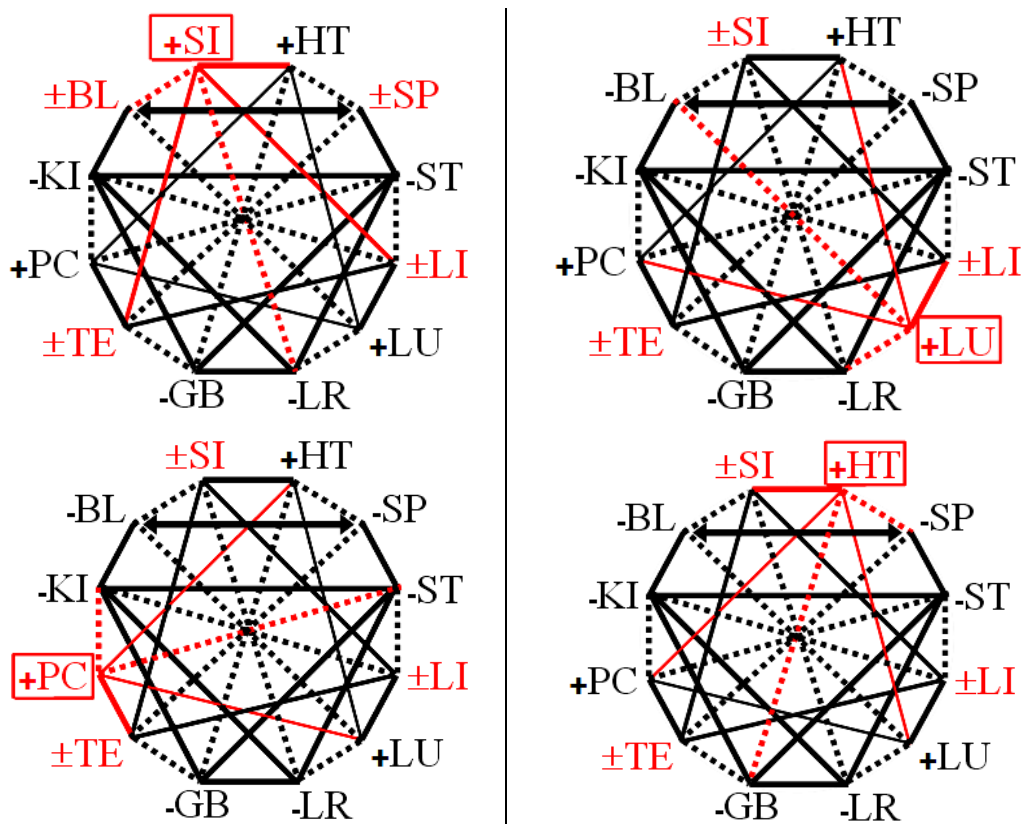 +SI +HT
±BL ±SP
-KI -ST
+PC ±LI
±TE +LU
-GB -LR
±SI +HT
-BL -SP
-KI -ST
+PC ±LI
±TE +LU
-GB -LR
±SI +HT
-BL -SP
-KI -ST
+PC ±LI
±TE +LU
-GB -LR
±SI +HT
-BL -SP
-KI -ST
+PC ±LI
±TE +LU
-GB -LR